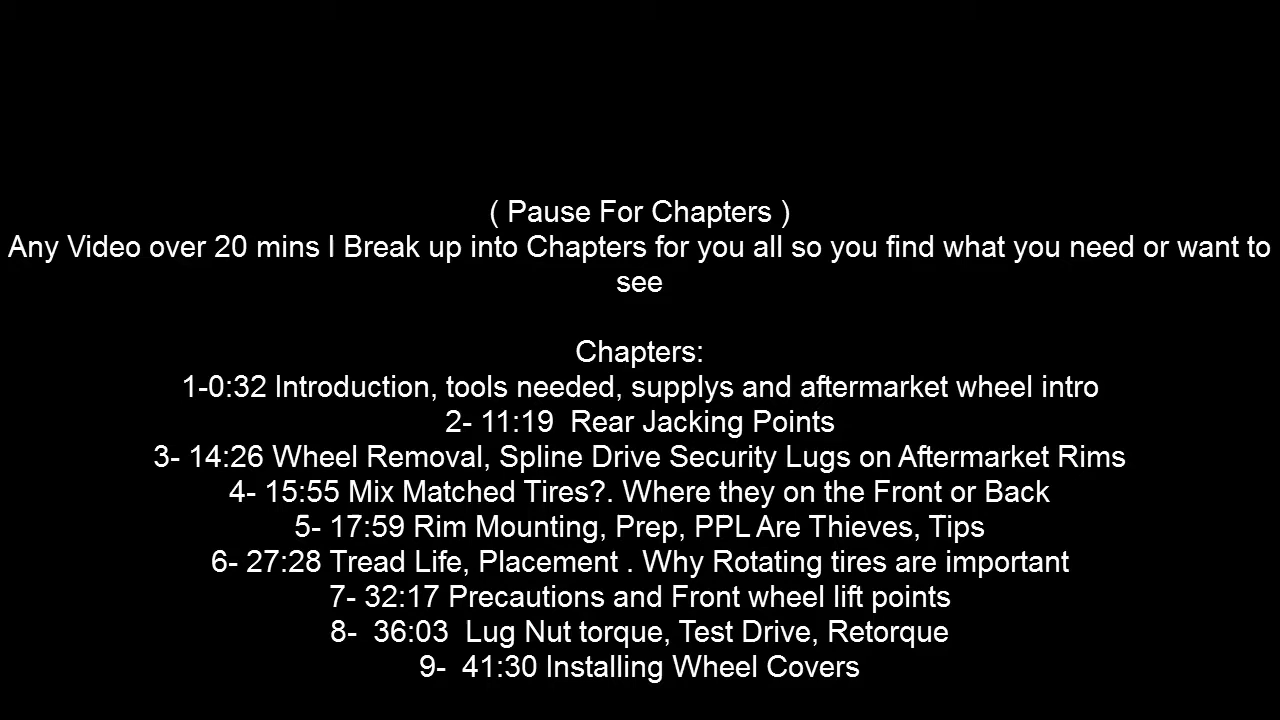 ( Pause For Chapters )
Any Video over 20 mins I Break up into Chapters for you all so you find what you need or want to
see
Chapters:
1-0:32 Introduction, tools needed, supplys and aftermarket wheel intro
2- 11:19  Rear Jacking Points
3- 14:26 Wheel Removal, Spline Drive Security Lugs on Aftermarket Rims
4- 15:55 Mix Matched Tires?. Where they on the Front or Back
5- 17:59 Rim Mounting, Prep, PPL Are Thieves, Tips
6- 27:28 Tread Life, Placement . Why Rotating tires are important
7- 32:17 Precautions and Front wheel lift points
8-  36:03  Lug Nut torque, Test Drive, Retorque
9-  41:30 Installing Wheel Covers